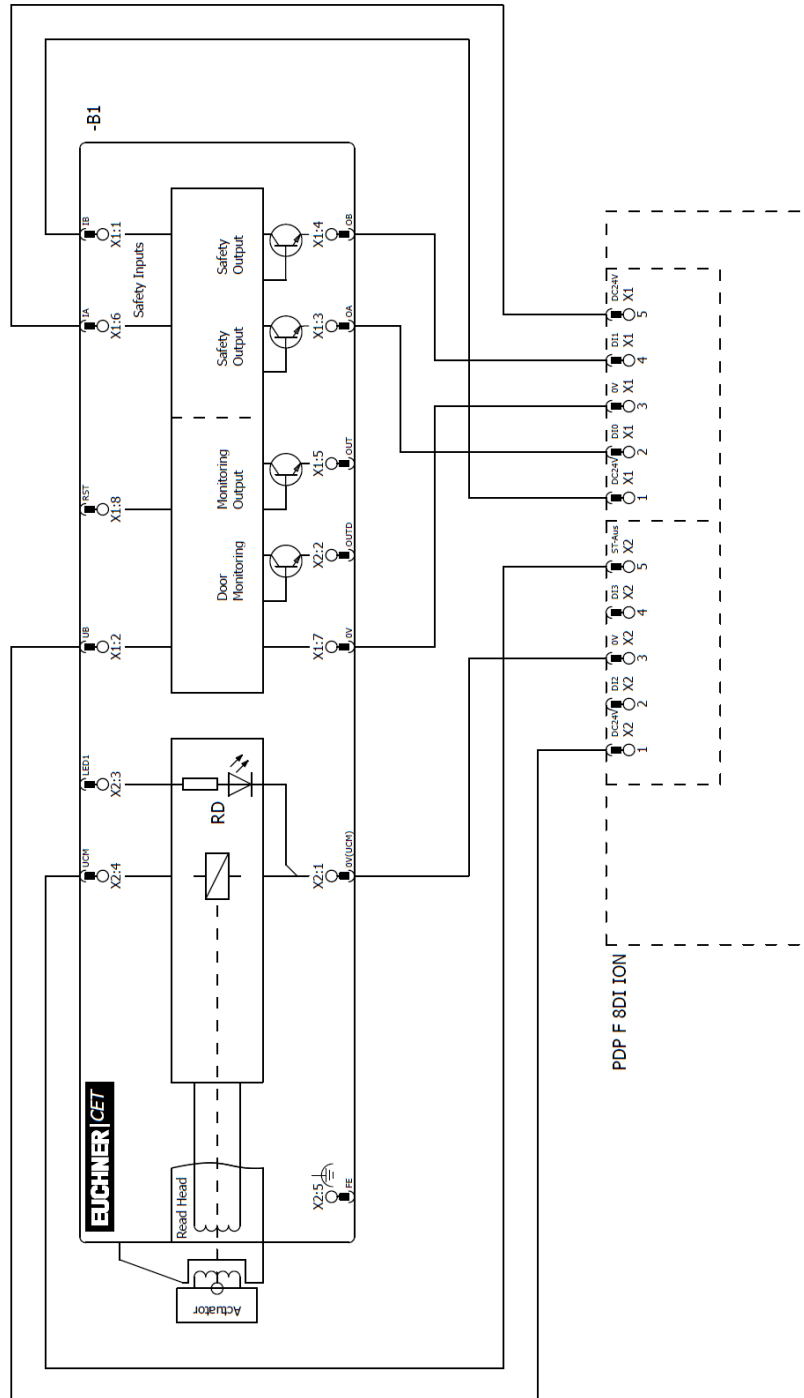 -B1
IB
X1:1
Safety Inputs
IA
X1:6
RST
X1:8
UB
X1:2
LED1
X2:3
UCM
X2:4
Safety
Output
X1:4
OB
Safety
Output
X1:3
OA
Monitoring
Output
X1:5
OUT
Door
Monitoring
X2:2
OUTD
X1:7
0V
RD
X2:1
0V(UCM)
EUCHNER|CET
Read Head
X2:5
FE
Actuator
DC24V
X1
5
DI1
X1
4
0V
X1
3
DI0
X1
2
DC24V
X1
1
ST-Aus
X2
5
DI3
X2
4
0V
X2
3
DI2
X2
2
DC24V
X2
1
PDP F 8DI ION